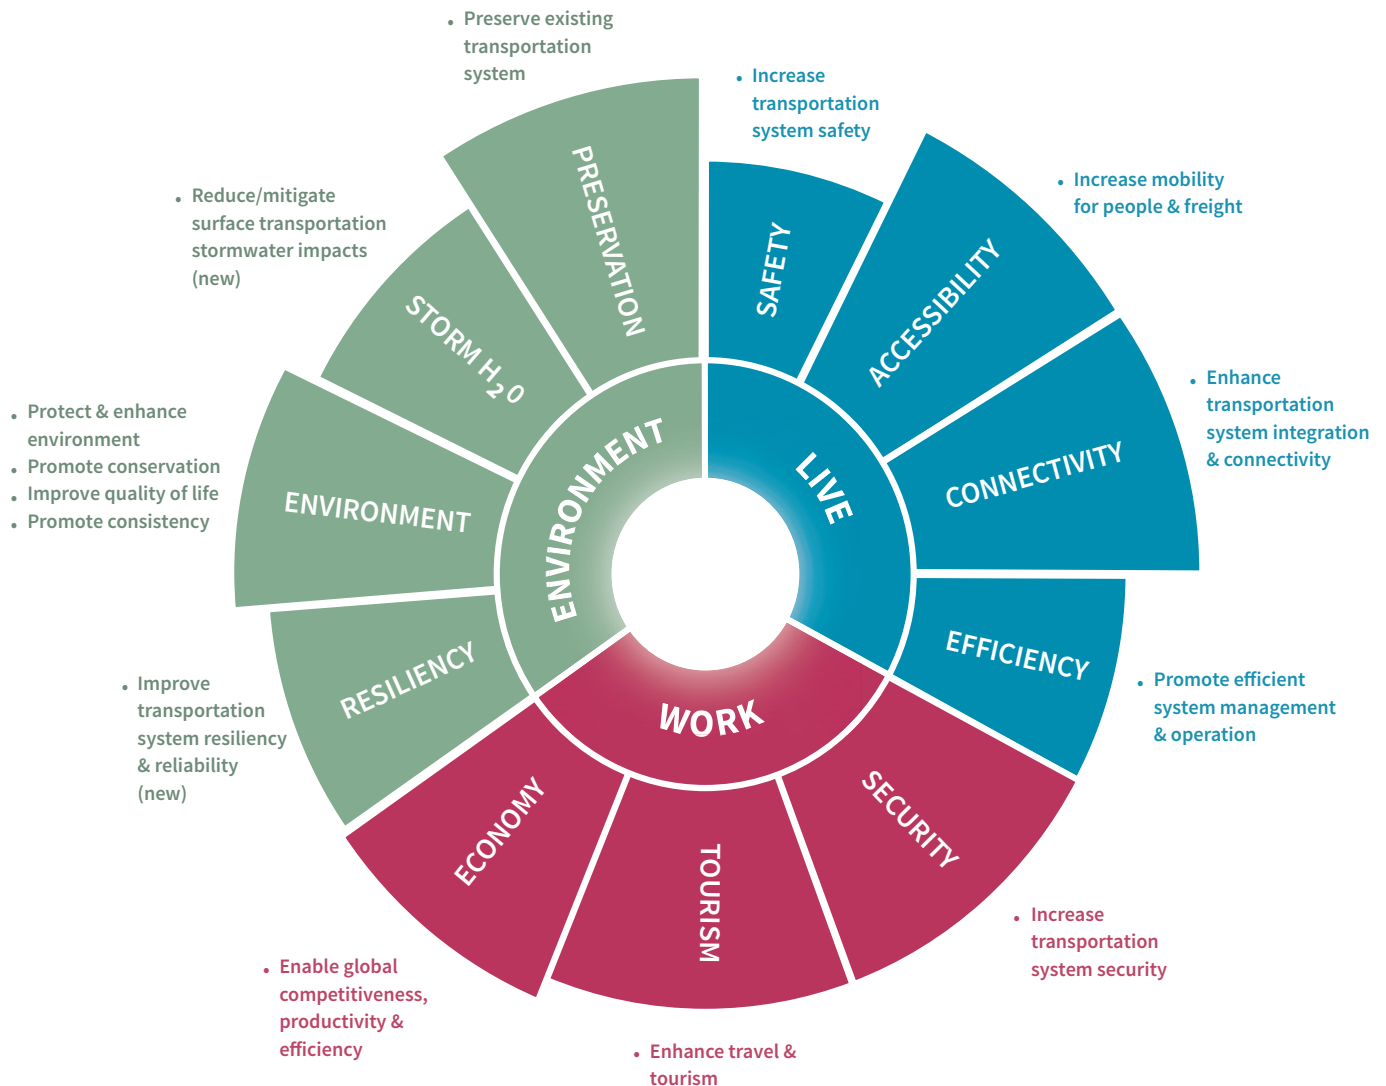 • Preserve existing
transportation
system
• Increase
transportation
system safety
• Increase mobility
for people & freight
• Enhance
transportation
system integration
& connectivity
• Promote efficient
system management
& operation
• Increase
transportation
system security
• Enhance travel &
tourism
• Enable global
competitiveness,
productivity &
efficiency
• Improve
transportation
system resiliency
& reliability
(new)
• Protect & enhance
environment
• Promote conservation
• Improve quality of life
• Promote consistency
• Reduce/mitigate
surface transportation
stormwater impacts
(new)
PRESERVATION
SAFETY
ACCESSIBILITY
CONNECTIVITY
EFFICIENCY
SECURITY
TOURISM
ECONOMY
RESILIENCY
ENVIRONMENT
STORM H₂0
ENVIRONMENT
LIVE
WORK